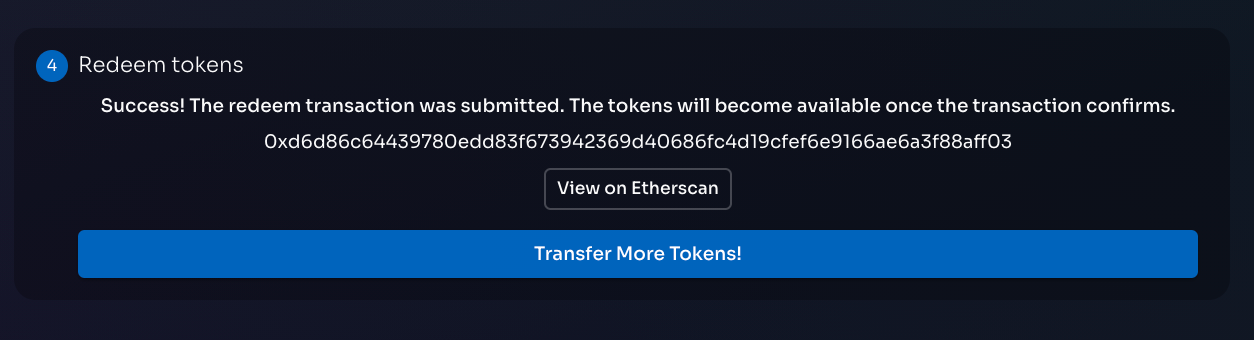 4 Redeem tokens
Success! The redeem transaction was submitted. The tokens will become available once the transaction confirms.
0xd6d86c64439780edd83f673942369d40686fc4d19cfef6e9166ae6a3f88aff03
View on Etherscan
Transfer More Tokens!